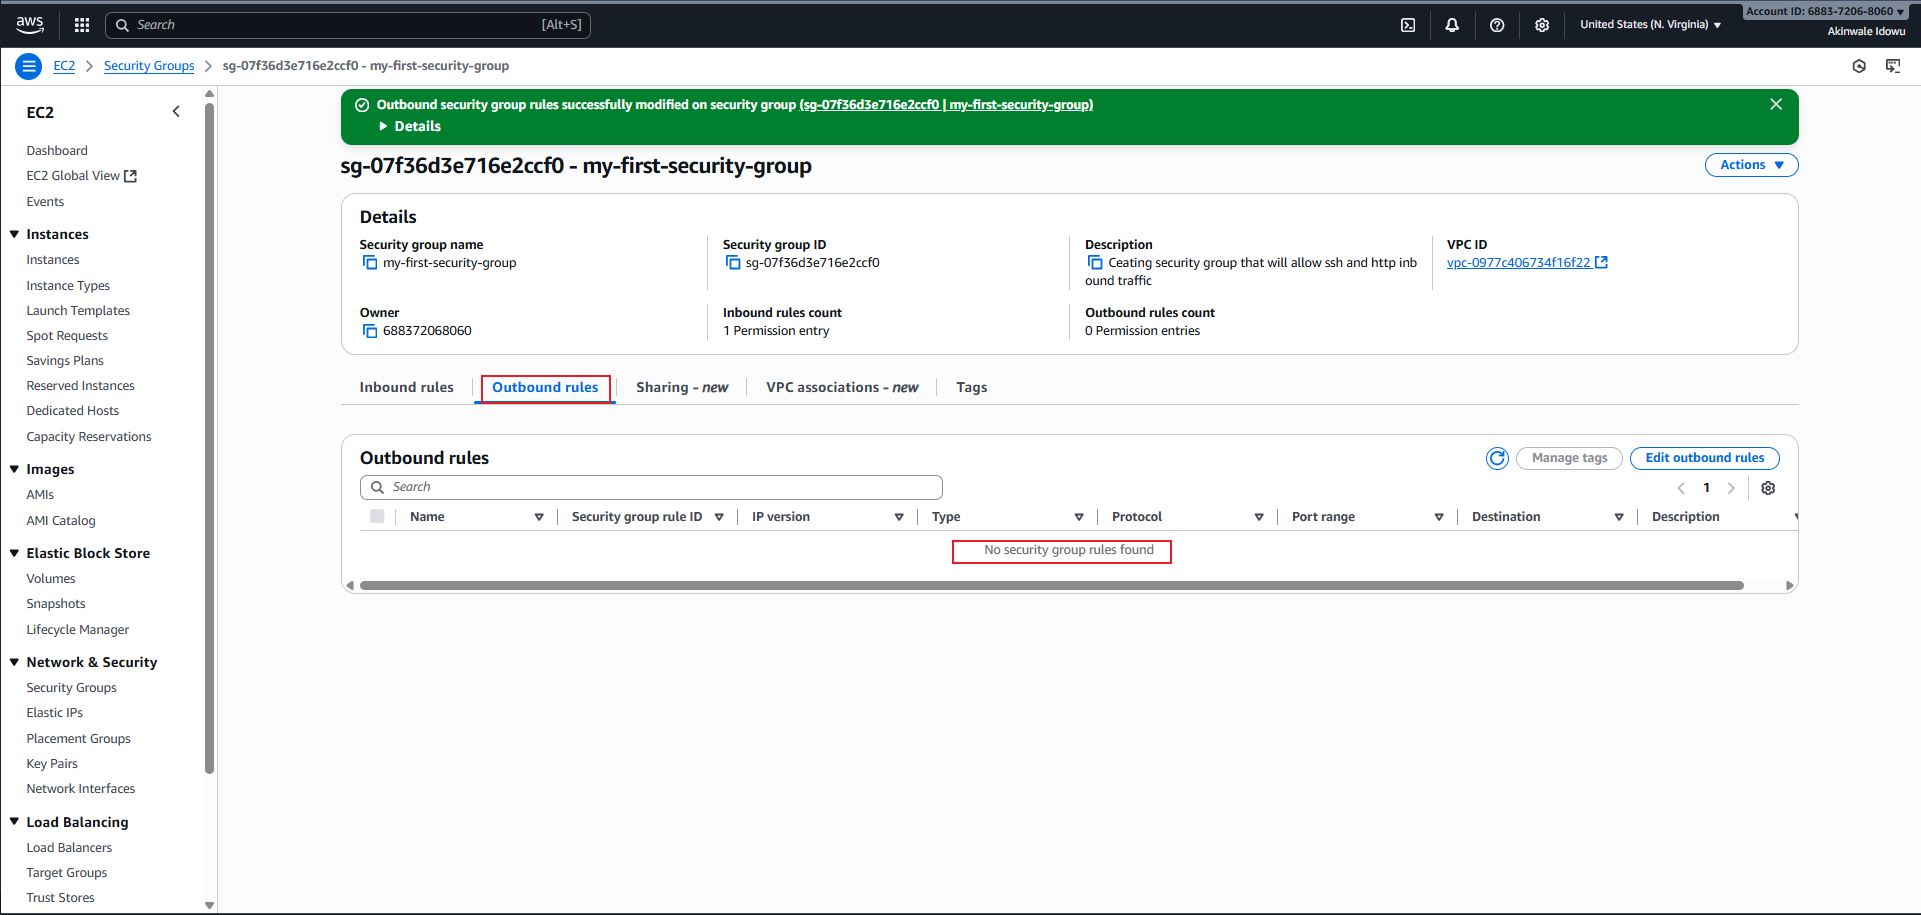 aws
Search [Alt+S]
United States (N. Virginia)
Account ID: 6883-7206-8060
Akinwale Idowu
EC2 Security Groups sg-07f36d3e716e2ccf0 - my-first-security-group
EC2
Dashboard
EC2 Global View
Events
Instances
Instances
Instance Types
Launch Templates
Spot Requests
Savings Plans
Reserved Instances
Dedicated Hosts
Capacity Reservations
Images
AMIs
AMI Catalog
Elastic Block Store
Volumes
Snapshots
Lifecycle Manager
Network & Security
Security Groups
Elastic IPs
Placement Groups
Key Pairs
Network Interfaces
Load Balancing
Load Balancers
Target Groups
Trust Stores
Outbound security group rules successfully modified on security group (sg-07f36d3e716e2ccf0 | my-first-security-group)
Details
sg-07f36d3e716e2ccf0 - my-first-security-group
Actions
Details
Security group name
my-first-security-group
Security group ID
sg-07f36d3e716e2ccf0
Description
Ceating security group that will allow ssh and http inb
ound traffic
VPC ID
vpc-0977c406734f16f22
Owner
688372068060
Inbound rules count
1 Permission entry
Outbound rules count
0 Permission entries
Inbound rules Outbound rules Sharing - new VPC associations - new Tags
Outbound rules
Manage tags Edit outbound rules
Search
1
Name Security group rule ID IP version Type Protocol Port range Destination Description
No security group rules found